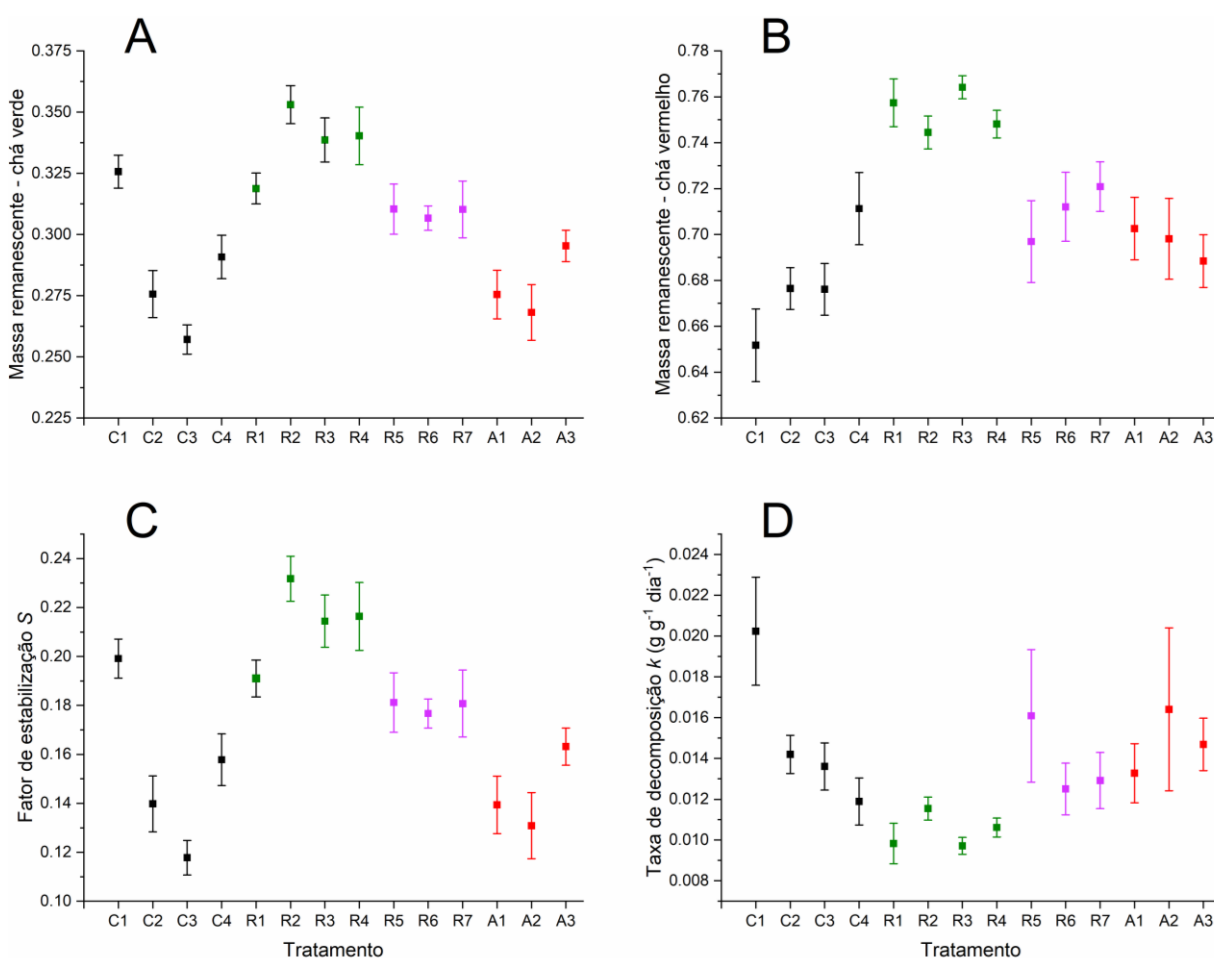 A
Massa remanescente - chá verde
0.375
0.350
0.325
0.300
0.275
0.250
0.225
C1 C2 C3 C4 R1 R2 R3 R4 R5 R6 R7 A1 A2 A3
B
Massa remanescente - chá vermelho
0.78
0.76
0.74
0.72
0.70
0.68
0.66
0.64
0.62
C1 C2 C3 C4 R1 R2 R3 R4 R5 R6 R7 A1 A2 A3
C
Fator de estabilização S
0.24
0.22
0.20
0.18
0.16
0.14
0.12
0.10
C1 C2 C3 C4 R1 R2 R3 R4 R5 R6 R7 A1 A2 A3
Tratamento
D
Taxa de decomposição k (g g⁻¹ dia⁻¹)
0.024
0.022
0.020
0.018
0.016
0.014
0.012
0.010
0.008
C1 C2 C3 C4 R1 R2 R3 R4 R5 R6 R7 A1 A2 A3
Tratamento